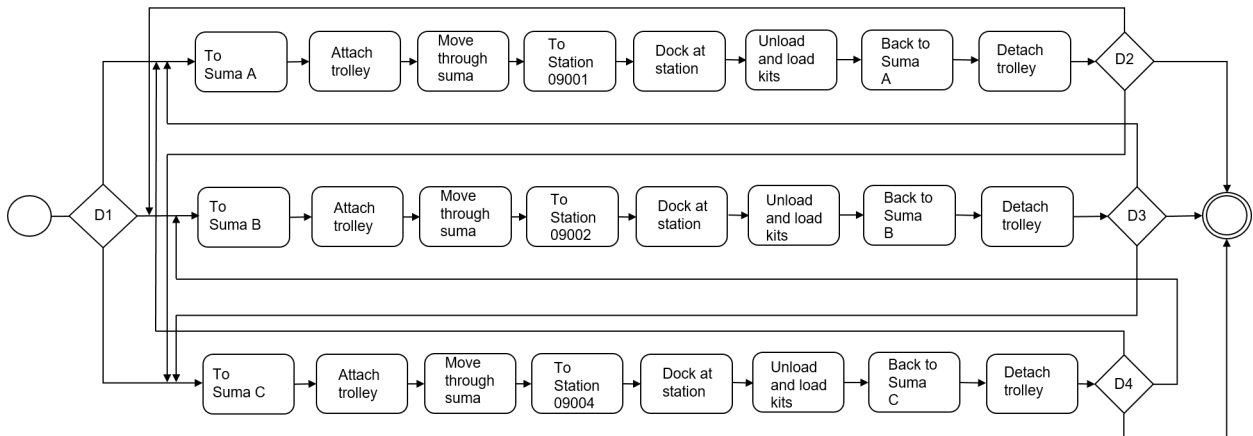 To
Suma A
Attach
trolley
Move
through
suma
To
Station
09001
Dock at
station
Unload
and load
kits
Back to
Suma
A
Detach
trolley
D2
D1
To
Suma B
Attach
trolley
Move
through
suma
To
Station
09002
Dock at
station
Unload
and load
kits
Back to
Suma
B
Detach
trolley
D3
To
Suma C
Attach
trolley
Move
through
suma
To
Station
09004
Dock at
station
Unload
and load
kits
Back to
Suma
C
Detach
trolley
D4